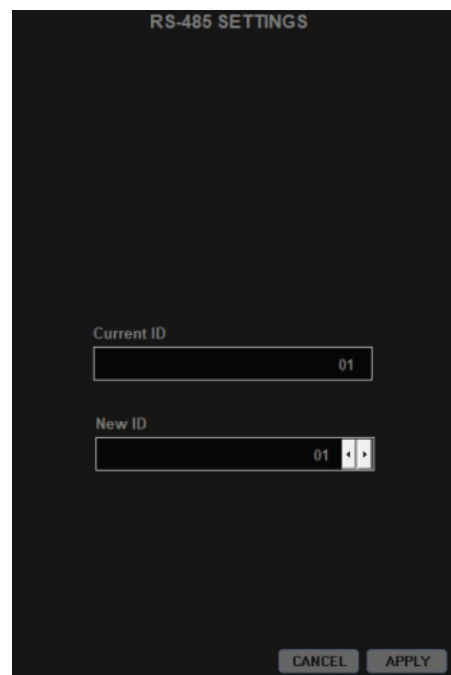 RS-485 SETTINGS
Current ID
01
New ID
01
CANCEL APPLY